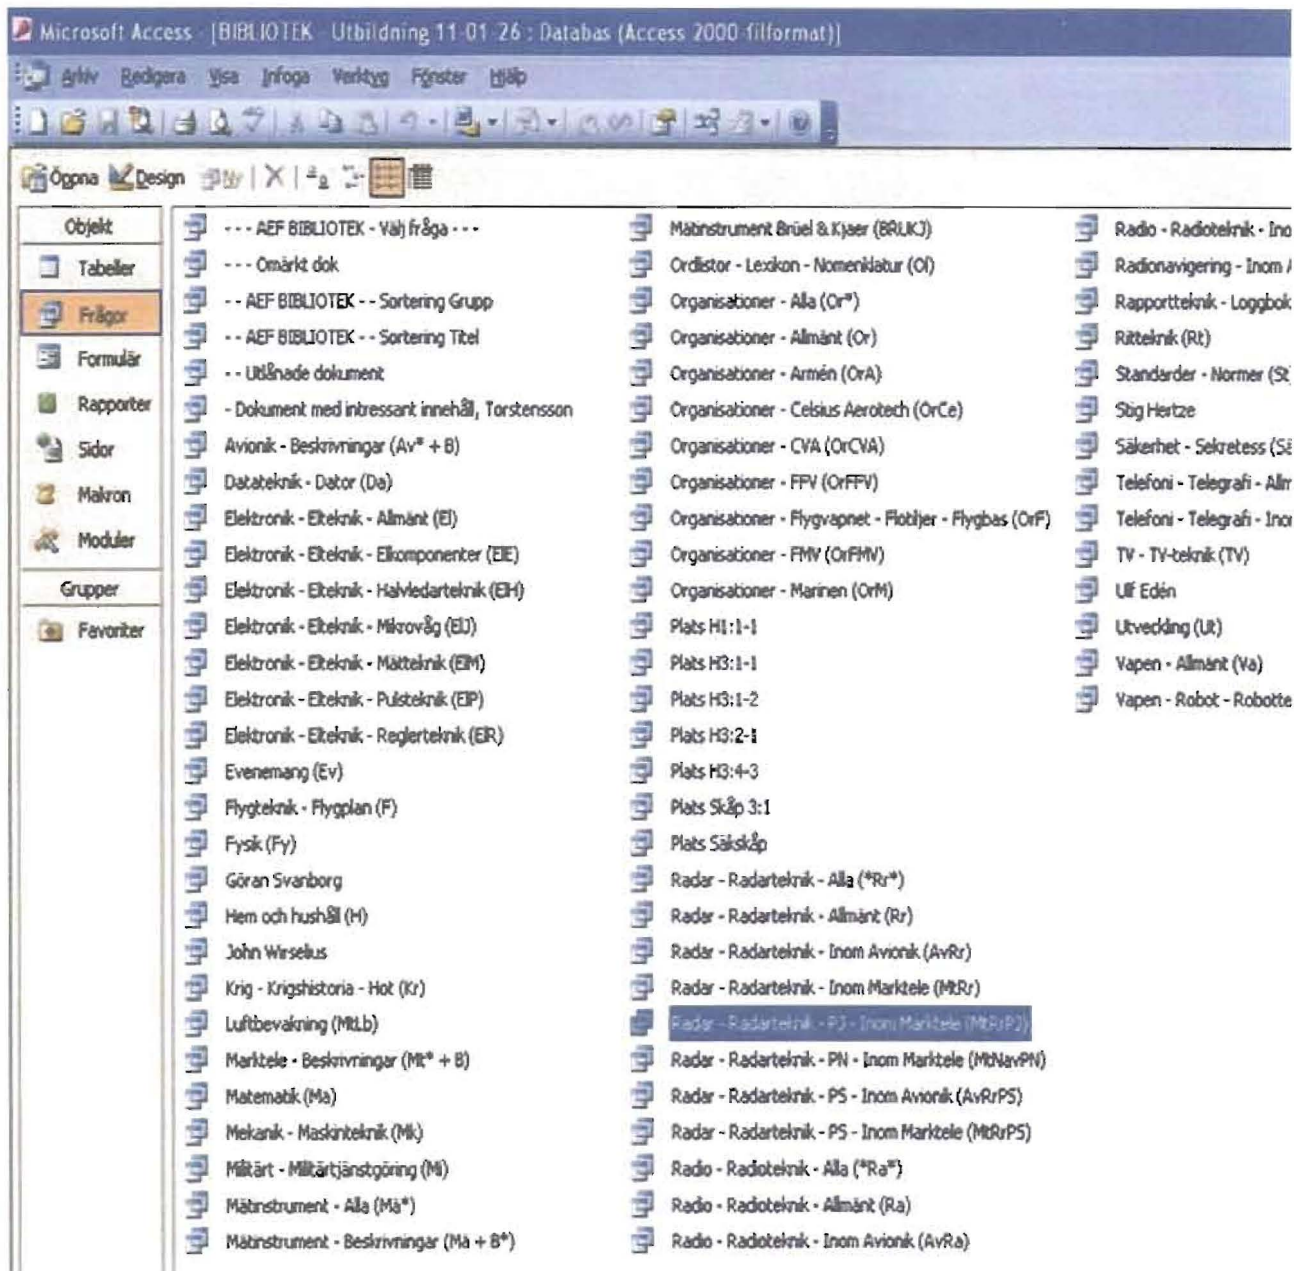 Microsoft Access - [BIBLIOTEK - Utbildning 11-01-26 : Databas (Access 2000-filformat)]
Arkiv Redigera Visa Infoga Verktyg Fönster Hjälp
Öppna Design Ny
Objekt
Tabeller
Frågor
Formulär
Rapporter
Sidor
Makron
Moduler
Grupper
Favoriter
- - - AEF BIBLIOTEK - Välj fråga - - -
- - - Omärkt dok
- - AEF BIBLIOTEK - - Sortering Grupp
- - AEF BIBLIOTEK - - Sortering Titel
- - Utlånade dokument
- Dokument med intressant innehåll, Torstensson
Avionik - Beskrivningar (Av* + B)
Datateknik - Dator (Da)
Elektronik - Elteknik - Allmänt (El)
Elektronik - Elteknik - Elkomponenter (ElE)
Elektronik - Elteknik - Halvledarteknik (ElH)
Elektronik - Elteknik - Mikrovåg (ElJ)
Elektronik - Elteknik - Mätteknik (ElM)
Elektronik - Elteknik - Pulsteknik (ElP)
Elektronik - Elteknik - Reglerteknik (ElR)
Evenemang (Ev)
Flygteknik - Flygplan (F)
Fysik (Fy)
Göran Svanborg
Hem och hushåll (H)
John Wirselius
Krig - Krigshistoria - Hot (Kr)
Luftbevakning (MtLb)
Marktele - Beskrivningar (Mt* + B)
Matematik (Ma)
Mekanik - Maskinteknik (Mk)
Militärt - Militärtjänstgöring (Mi)
Mätinstrument - Alla (Mä*)
Mätinstrument - Beskrivningar (Mä + B*)
Mätinstrument Brüel & Kjaer (BRUKJ)
Ordlistor - Lexikon - Nomenklatur (Ol)
Organisationer - Alla (Or*)
Organisationer - Allmänt (Or)
Organisationer - Armén (OrA)
Organisationer - Celsius Aerotech (OrCe)
Organisationer - CVA (OrCVA)
Organisationer - FFV (OrFFV)
Organisationer - Flygvapnet - Flottiljer - Flygbas (OrF)
Organisationer - FMV (OrFMV)
Organisationer - Marinen (OrM)
Plats H1:1-1
Plats H3:1-1
Plats H3:1-2
Plats H3:2-1
Plats H3:4-3
Plats Skåp 3:1
Plats Säkskåp
Radar - Radarteknik - Alla (*Rr*)
Radar - Radarteknik - Allmänt (Rr)
Radar - Radarteknik - Inom Avionik (AvRr)
Radar - Radarteknik - Inom Marktele (MtRr)
Radar - Radarteknik - PJ - Inom Marktele (MtRrPJ)
Radar - Radarteknik - PN - Inom Marktele (MtNavPN)
Radar - Radarteknik - PS - Inom Avionik (AvRrPS)
Radar - Radarteknik - PS - Inom Marktele (MtRrPS)
Radio - Radioteknik - Alla (*Ra*)
Radio - Radioteknik - Allmänt (Ra)
Radio - Radioteknik - Inom Avionik (AvRa)
Radio - Radioteknik - Ino
Radionavigering - Inom A
Rapportteknik - Loggbok
Ritteknik (Rt)
Standarder - Normer (St)
Stig Hertze
Säkerhet - Sekretess (Sä
Telefoni - Telegrafi - Allm
Telefoni - Telegrafi - Inom
TV - TV-teknik (TV)
Ulf Edén
Utveckling (Ut)
Vapen - Allmänt (Va)
Vapen - Robot - Robotte